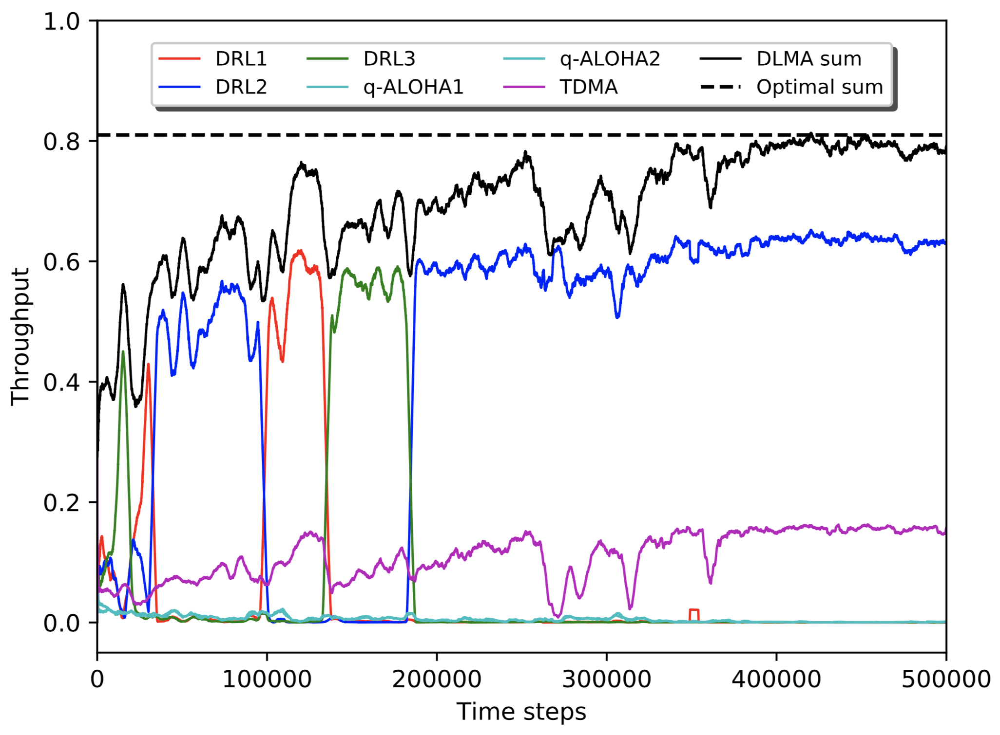 1.0
DRL1 DRL3 q-ALOHA2 DLMA sum
DRL2 q-ALOHA1 TDMA Optimal sum
0.8
0.6
Throughput
0.4
0.2
0.0
0 100000 200000 300000 400000 500000
Time steps